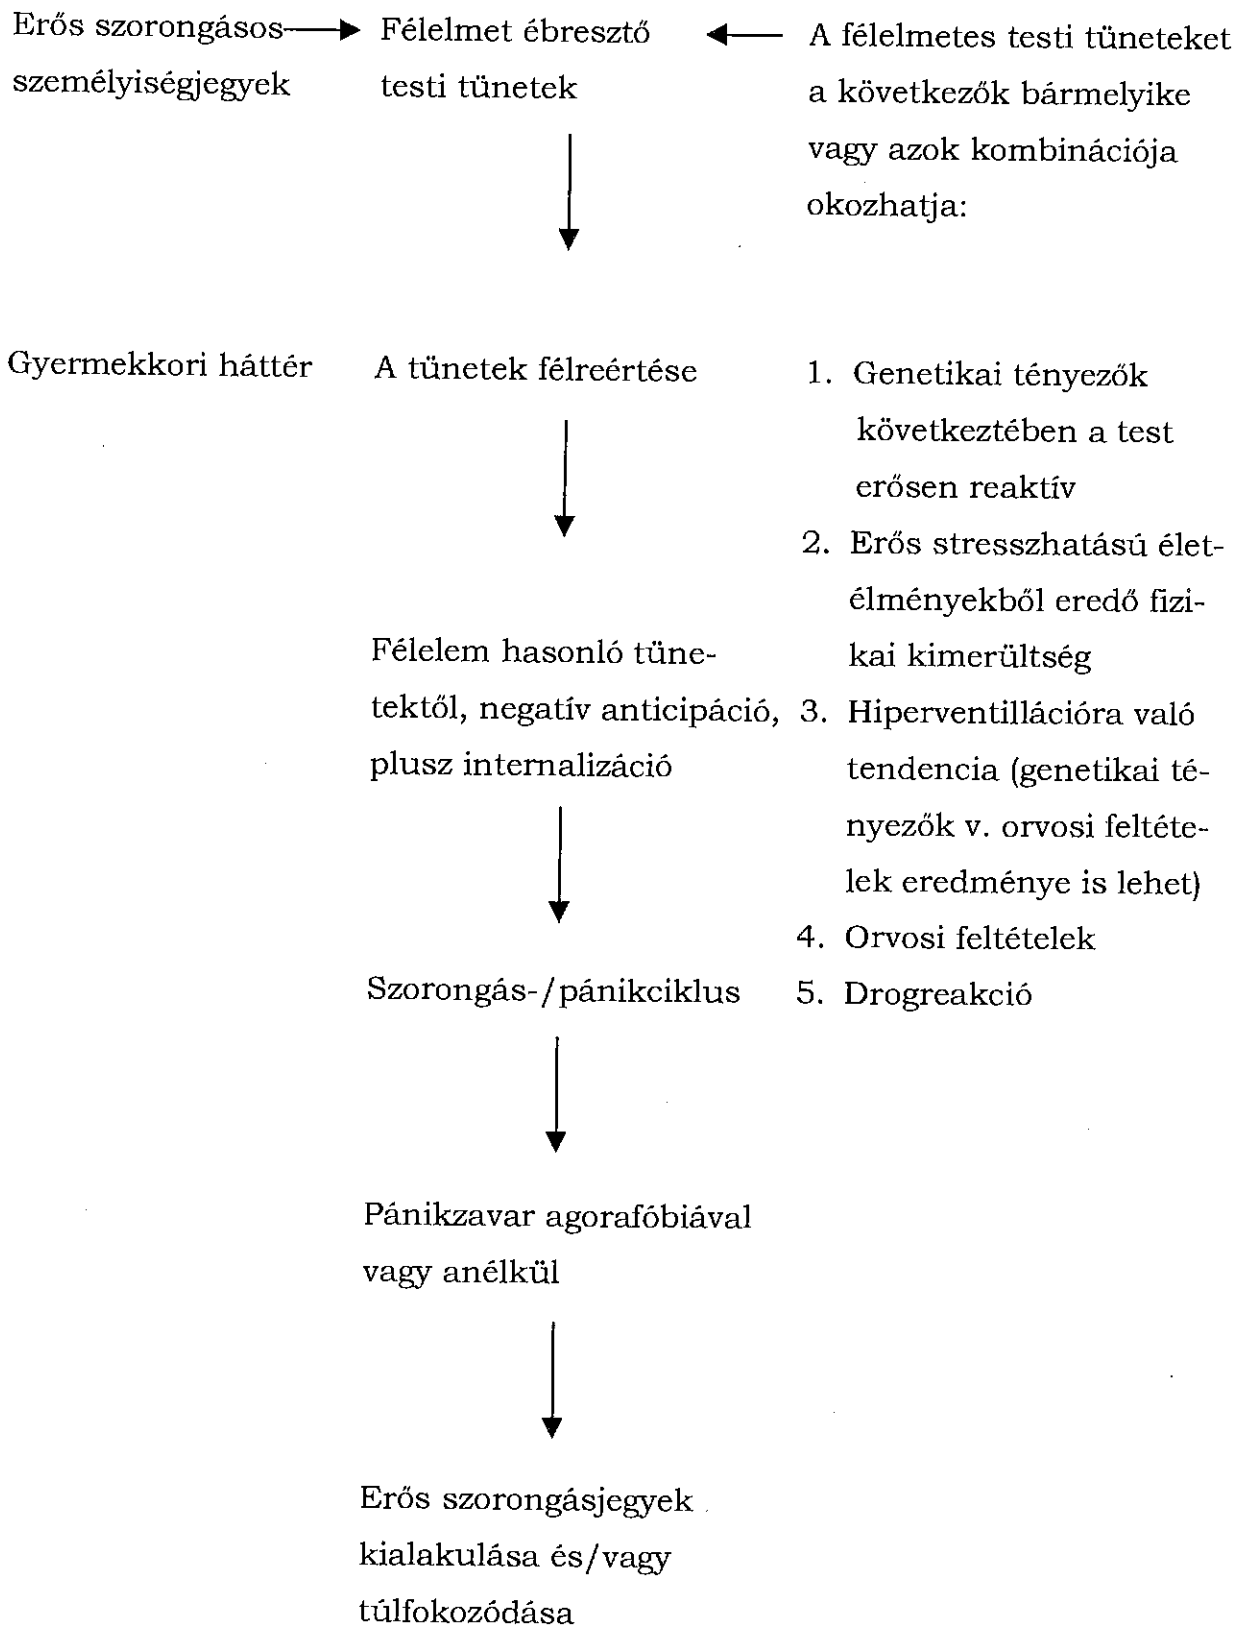 Erős szorongásos
személyiségjegyek
Félelmet ébresztő
testi tünetek
A félelmetes testi tüneteket
a következők bármelyike
vagy azok kombinációja
okozhatja:
Gyermekkori háttér
A tünetek félreértése
1. Genetikai tényezők
következtében a test
erősen reaktív
2. Erős stresszhatású élet-
élményekből eredő fizi-
kai kimerültség
Félelem hasonló tüne-
tektől, negatív anticipáció,
plusz internalizáció
3. Hiperventillációra való
tendencia (genetikai té-
nyezők v. orvosi feltéte-
lek eredménye is lehet)
4. Orvosi feltételek
5. Drogreakció
Szorongás-/pánikciklus
Pánikzavar agorafóbiával
vagy anélkül
Erős szorongásjegyek
kialakulása és/vagy
túlfokozódása